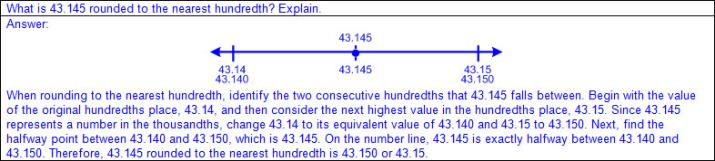 What is 43.145 rounded to the nearest hundredth? Explain.
Answer:
43.145
43.14 43.145 43.15
43.140 43.150
When rounding to the nearest hundredth, identify the two consecutive hundredths that 43.145 falls between. Begin with the value
of the original hundredths place, 43.14, and then consider the next highest value in the hundredths place, 43.15. Since 43.145
represents a number in the thousandths, change 43.14 to its equivalent value of 43.140 and 43.15 to 43.150. Next, find the
halfway point between 43.140 and 43.150, which is 43.145. On the number line, 43.145 is exactly halfway between 43.140 and
43.150. Therefore, 43.145 rounded to the nearest hundredth is 43.150 or 43.15.